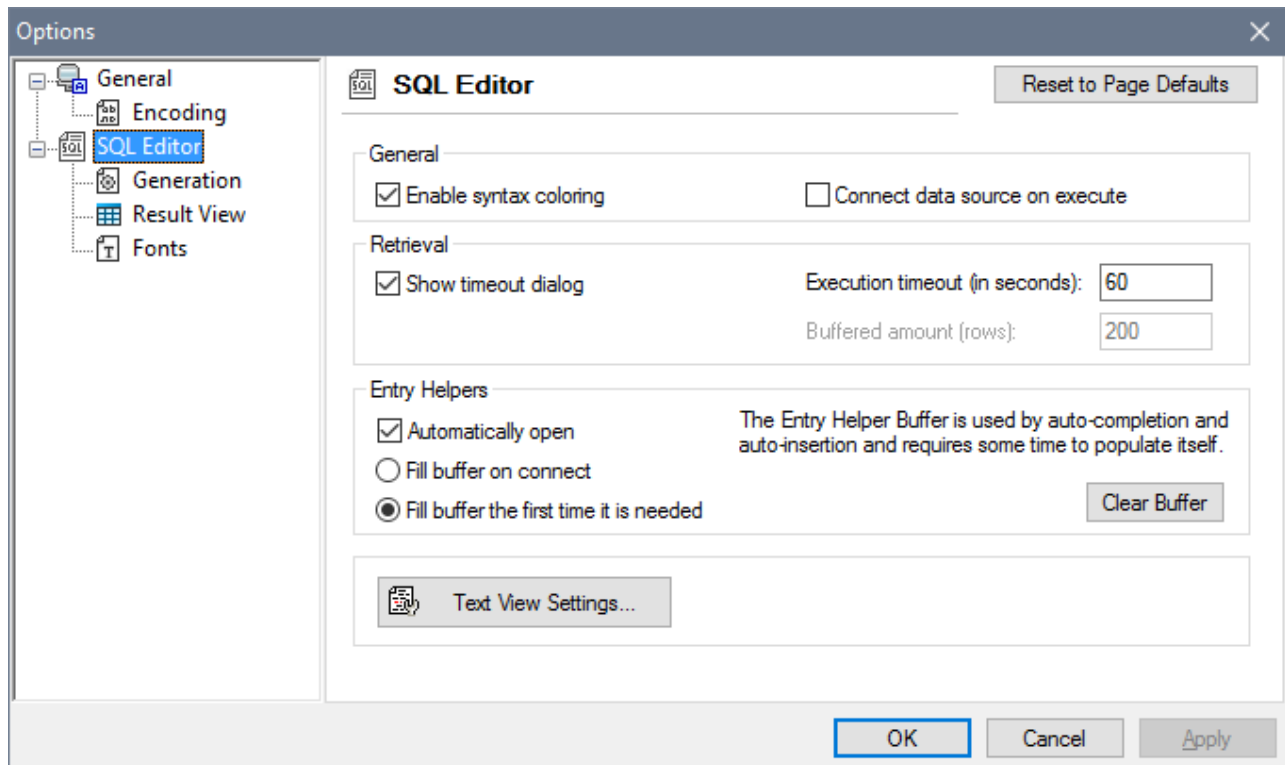 Options
General
Encoding
SQL Editor
Generation
Result View
Fonts
SQL Editor
Reset to Page Defaults
General
Enable syntax coloring
Connect data source on execute
Retrieval
Show timeout dialog
Execution timeout (in seconds): 60
Buffered amount (rows): 200
Entry Helpers
Automatically open
Fill buffer on connect
Fill buffer the first time it is needed
The Entry Helper Buffer is used by auto-completion and
auto-insertion and requires some time to populate itself.
Clear Buffer
Text View Settings...
OK
Cancel
Apply